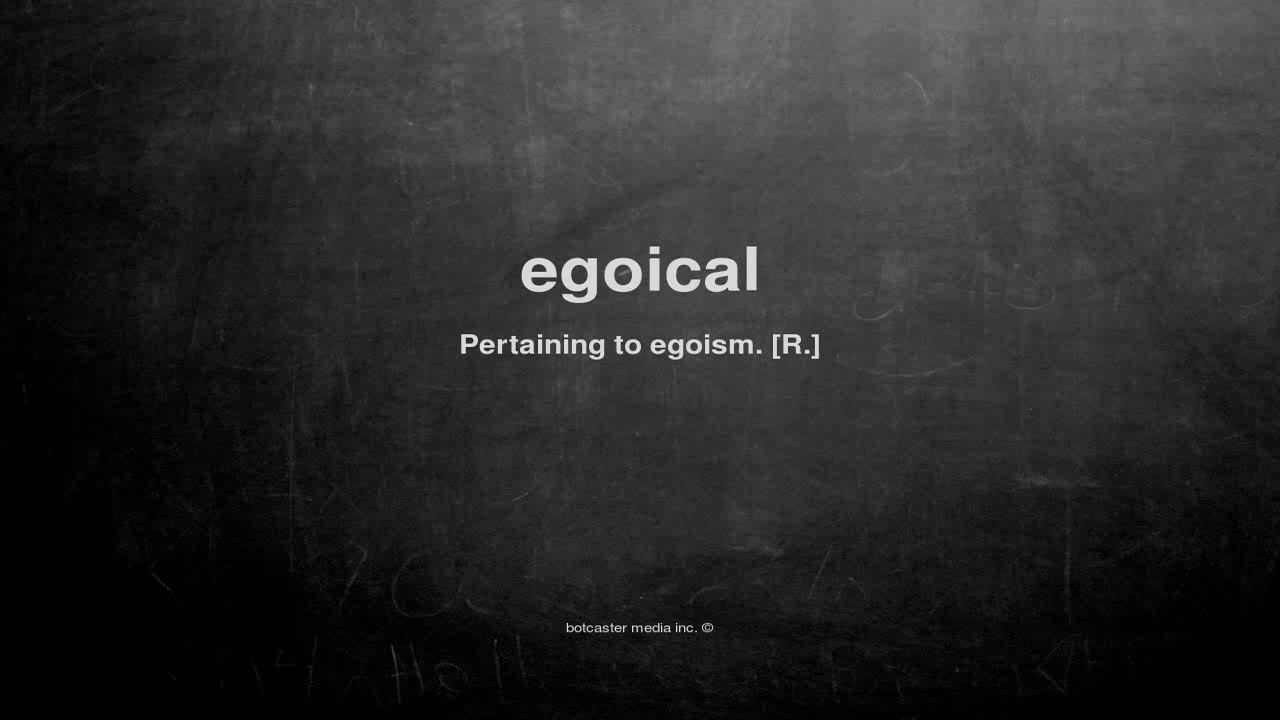 egoical
Pertaining to egoism. [R.]
botcaster media inc. ©